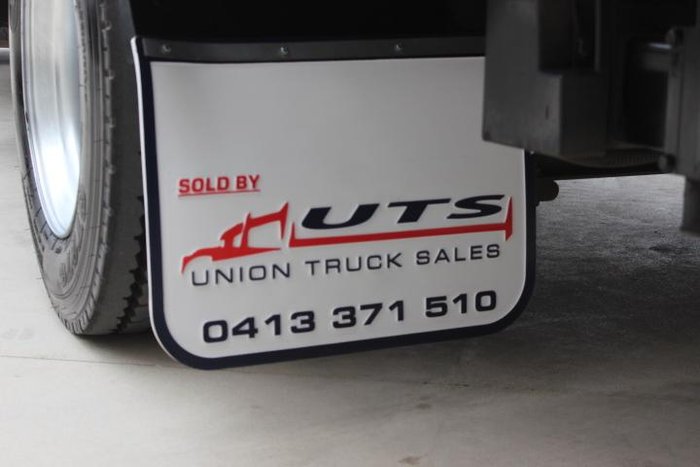 SOLD BY
UTS
UNION TRUCK SALES
0413 371 510